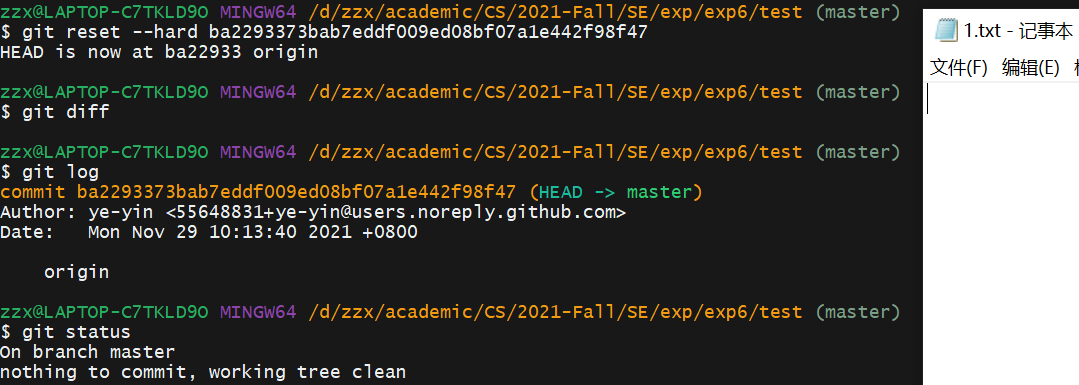 zzx@LAPTOP-C7TKLD9O MINGW64 /d/zzx/academic/CS/2021-Fall/SE/exp/exp6/test (master)
$ git reset --hard ba2293373bab7eddf009ed08bf07a1e442f98f47
HEAD is now at ba22933 origin
zzx@LAPTOP-C7TKLD9O MINGW64 /d/zzx/academic/CS/2021-Fall/SE/exp/exp6/test (master)
$ git diff
zzx@LAPTOP-C7TKLD9O MINGW64 /d/zzx/academic/CS/2021-Fall/SE/exp/exp6/test (master)
$ git log
commit ba2293373bab7eddf009ed08bf07a1e442f98f47 (HEAD -> master)
Author: ye-yin <55648831+ye-yin@users.noreply.github.com>
Date:   Mon Nov 29 10:13:40 2021 +0800
    origin
zzx@LAPTOP-C7TKLD9O MINGW64 /d/zzx/academic/CS/2021-Fall/SE/exp/exp6/test (master)
$ git status
On branch master
nothing to commit, working tree clean
1.txt - 记事本
文件(F) 编辑(E)